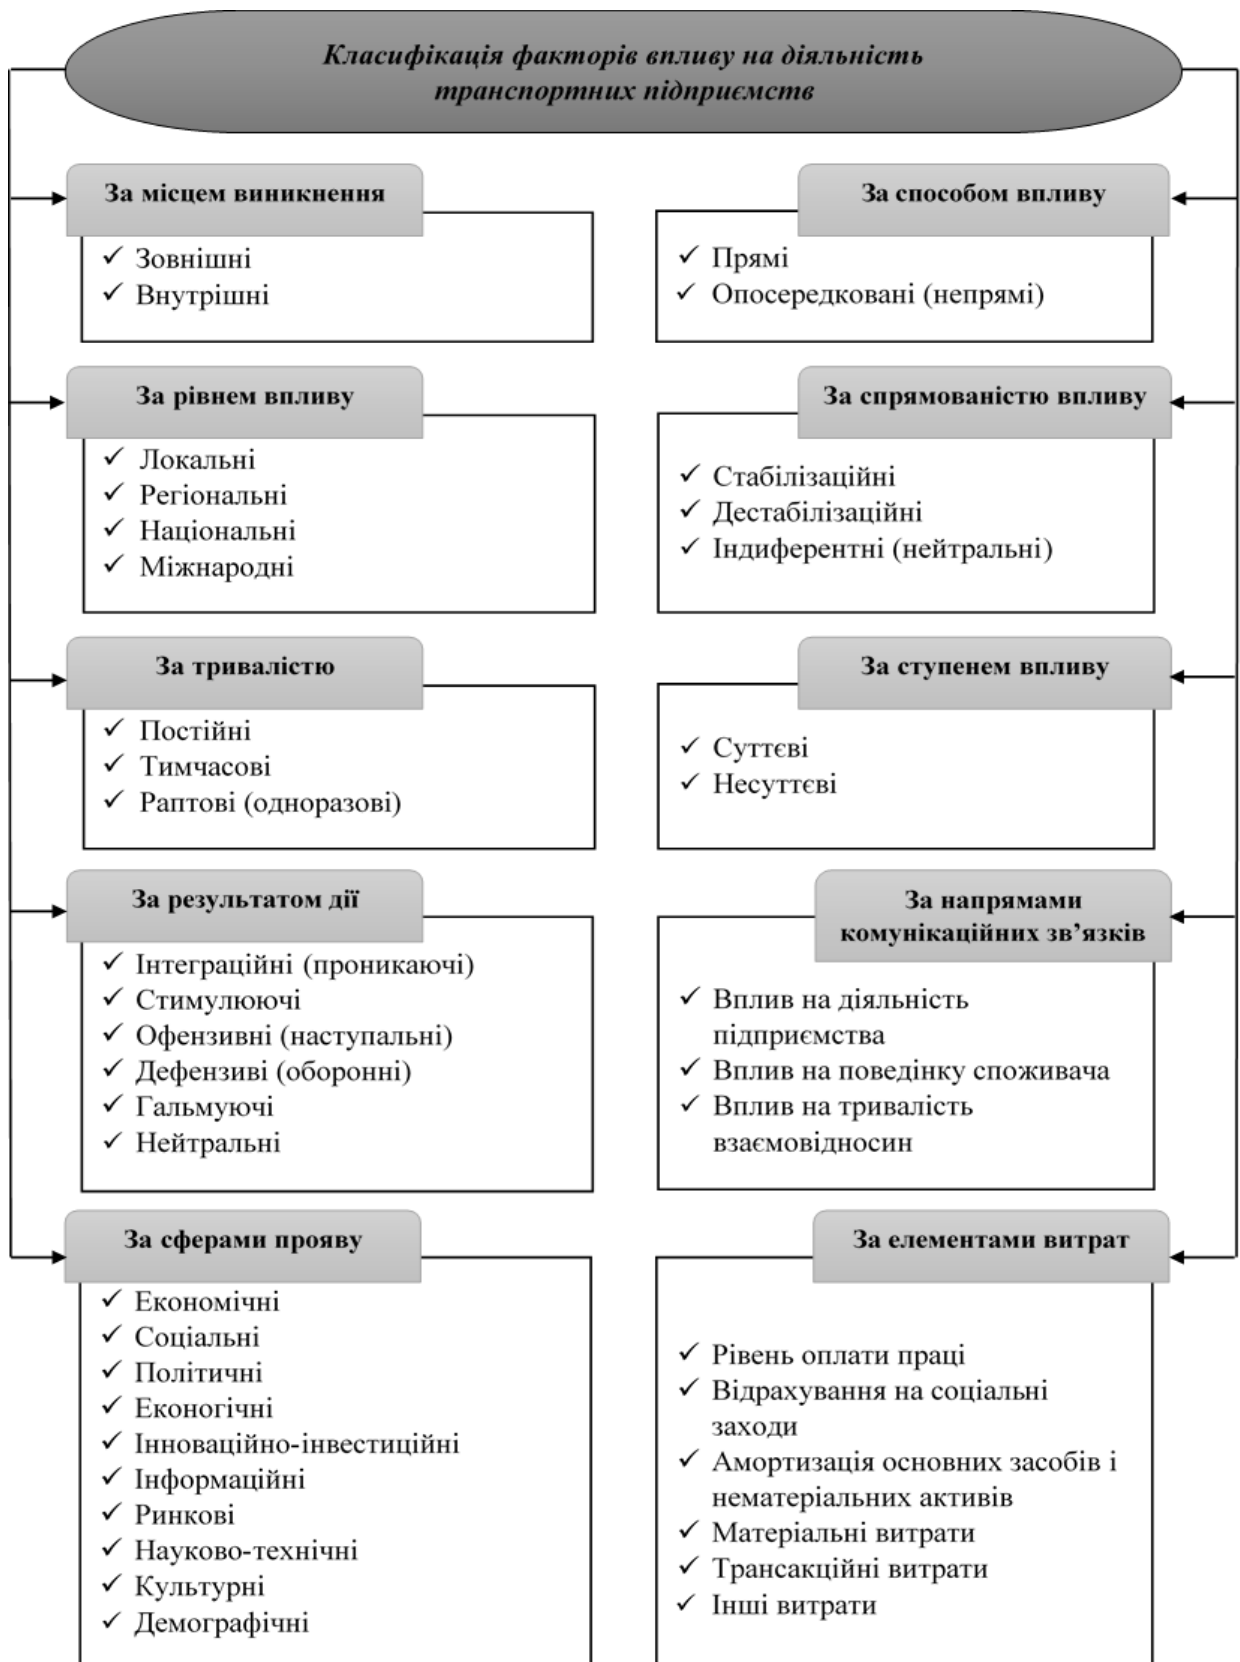 Класифікація факторів впливу на діяльність
транспортних підприємств
За місцем виникнення
✓ Зовнішні
✓ Внутрішні
За рівнем впливу
✓ Локальні
✓ Регіональні
✓ Національні
✓ Міжнародні
За тривалістю
✓ Постійні
✓ Тимчасові
✓ Раптові (одноразові)
За результатом дії
✓ Інтеграційні (проникаючі)
✓ Стимулюючі
✓ Офензивні (наступальні)
✓ Дефензиві (оборонні)
✓ Гальмуючі
✓ Нейтральні
За сферами прояву
✓ Економічні
✓ Соціальні
✓ Політичні
✓ Економгічні
✓ Інноваційно-інвестиційні
✓ Інформаційні
✓ Ринкові
✓ Науково-технічні
✓ Культурні
✓ Демографічні
За способом впливу
✓ Прямі
✓ Опосередковані (непрямі)
За спрямованістю впливу
✓ Стабілізаційні
✓ Дестабілізаційні
✓ Індиферентні (нейтральні)
За ступенем впливу
✓ Суттєві
✓ Несуттєві
За напрямами
комунікаційних зв’язків
✓ Вплив на діяльність
підприємства
✓ Вплив на поведінку споживача
✓ Вплив на тривалість
взаємовідносин
За елементами витрат
✓ Рівень оплати праці
✓ Відрахування на соціальні
заходи
✓ Амортизація основних засобів і
нематеріальних активів
✓ Матеріальні витрати
✓ Трансакційні витрати
✓ Інші витрати